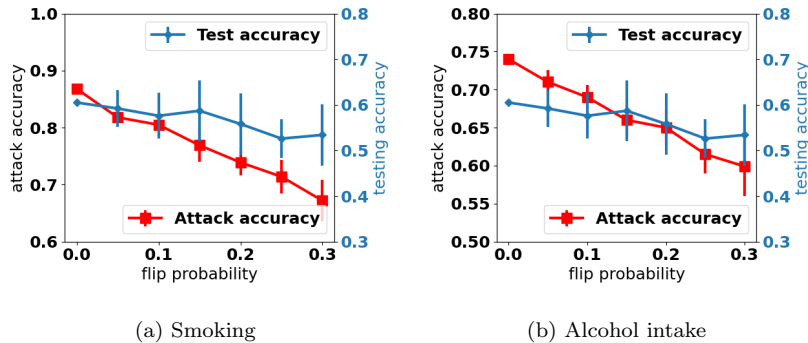 1.0
0.9
0.8
0.7
0.6
attack accuracy
Test accuracy
Attack accuracy
0.8
0.7
0.6
0.5
0.4
0.3
testing accuracy
0.0 0.1 0.2 0.3
flip probability
(a) Smoking
0.80
0.75
0.70
0.65
0.60
0.55
0.50
attack accuracy
Test accuracy
Attack accuracy
0.8
0.7
0.6
0.5
0.4
0.3
testing accuracy
0.0 0.1 0.2 0.3
flip probability
(b) Alcohol intake